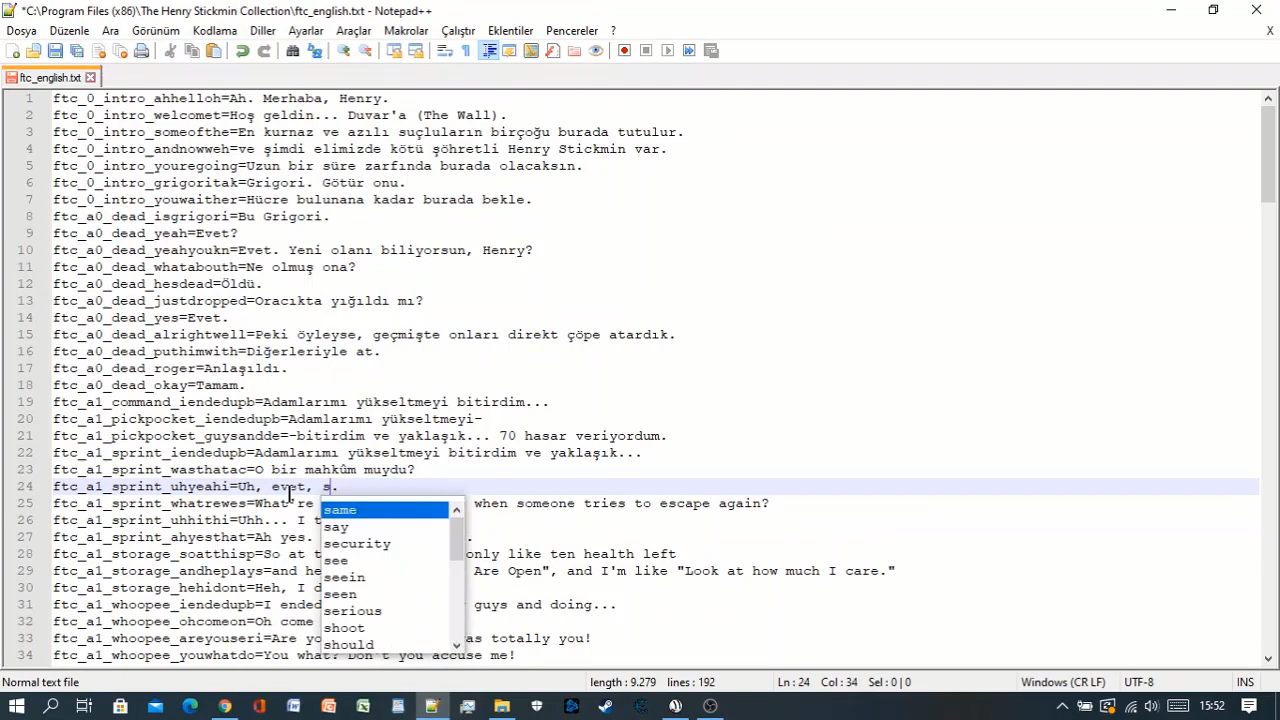 *C:\Program Files (x86)\The Henry Stickmin Collection\ftc_english.txt - Notepad++
Dosya Düzenle Ara Görünüm Kodlama Diller Ayarlar Araçlar Makrolar Çalıştır Eklentiler Pencereler ? X
ftc_english.txt
1 ftc_0_intro_ahhelloh=Ah. Merhaba, Henry.
2 ftc_0_intro_welcomet=Hoş geldin... Duvar'a (The Wall).
3 ftc_0_intro_someofthe=En kurnaz ve azılı suçluların birçoğu burada tutulur.
4 ftc_0_intro_andnowweh=ve şimdi elimizde kötü şöhretli Henry Stickmin var.
5 ftc_0_intro_youregoing=Uzun bir süre zarfında burada olacaksın.
6 ftc_0_intro_grigoritak=Grigori. Götür onu.
7 ftc_0_intro_youwaither=Hücre bulunana kadar burada bekle.
8 ftc_a0_dead_isgrigori=Bu Grigori.
9 ftc_a0_dead_yeah=Evet?
10 ftc_a0_dead_yeahyoukn=Evet. Yeni olanı biliyorsun, Henry?
11 ftc_a0_dead_whatabouth=Ne olmuş ona?
12 ftc_a0_dead_hesdead=Öldü.
13 ftc_a0_dead_justdropped=Oracıkta yığıldı mı?
14 ftc_a0_dead_yes=Evet.
15 ftc_a0_dead_alrightwell=Peki öyleyse, geçmişte onları direkt çöpe atardık.
16 ftc_a0_dead_puthimwith=Diğerleriyle at.
17 ftc_a0_dead_roger=Anlaşıldı.
18 ftc_a0_dead_okay=Tamam.
19 ftc_a1_command_iendedupb=Adamlarımı yükseltmeyi bitirdim...
20 ftc_a1_pickpocket_iendedupb=Adamlarımı yükseltmeyi-
21 ftc_a1_pickpocket_guysandde=-bitirdim ve yaklaşık... 70 hasar veriyordum.
22 ftc_a1_sprint_iendedupb=Adamlarımı yükseltmeyi bitirdim ve yaklaşık...
23 ftc_a1_sprint_wasthatac=O bir mahkûm muydu?
24 ftc_a1_sprint_uhyeahi=Uh, evet, s.
25 ftc_a1_sprint_whatrewes=What're when someone tries to escape again?
26 ftc_a1_sprint_uhhithi=Uhh... I t
27 ftc_a1_sprint_ahyesthat=Ah yes. .
28 ftc_a1_storage_soatthisp=So at t only like ten health left
29 ftc_a1_storage_andheplays=and he Are Open", and I'm like "Look at how much I care."
30 ftc_a1_storage_hehidont=Heh, I d
31 ftc_a1_whoopee_iendedupb=I ended guys and doing...
32 ftc_a1_whoopee_ohcomeon=Oh come
33 ftc_a1_whoopee_areyouseri=Are yo as totally you!
34 ftc_a1_whoopee_youwhatdo=You what? Don't you accuse me!
same
say
security
see
seein
seen
serious
shoot
should
Normal text file length : 9.279 lines : 192 Ln : 24 Col : 34 Sel : 0 | 0 Windows (CR LF) UTF-8 INS
15:52